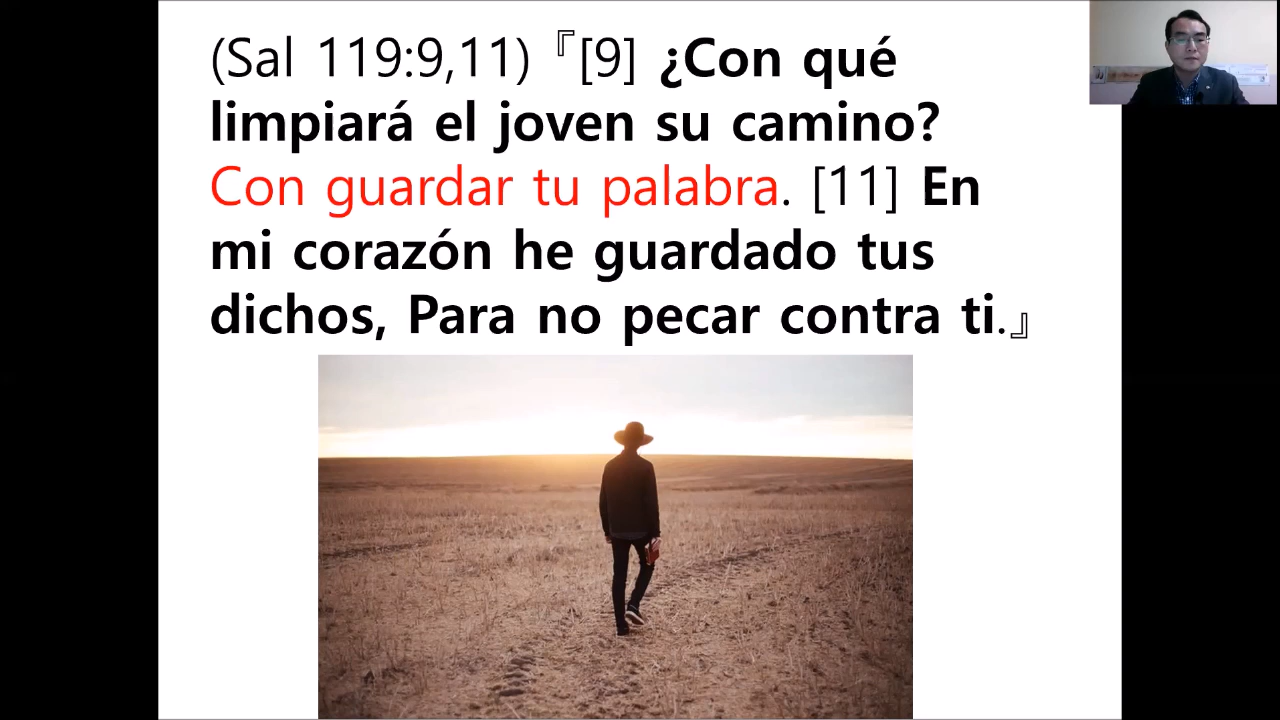 (Sal 119:9,11)『[9] ¿Con qué
limpiará el joven su camino?
Con guardar tu palabra. [11] En
mi corazón he guardado tus
dichos, Para no pecar contra ti.』